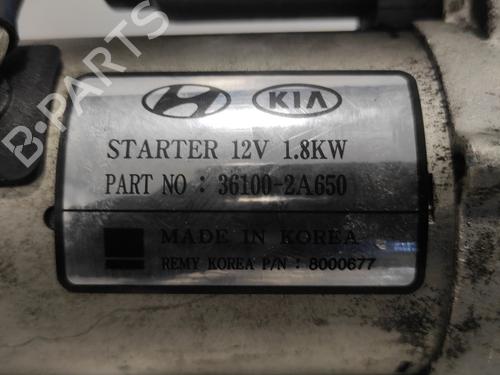 B-PARTS
KIA
STARTER 12V 1.8KW
PART NO : 36100-2A650
MADE IN KOREA
REMY KOREA P/N : 8000677